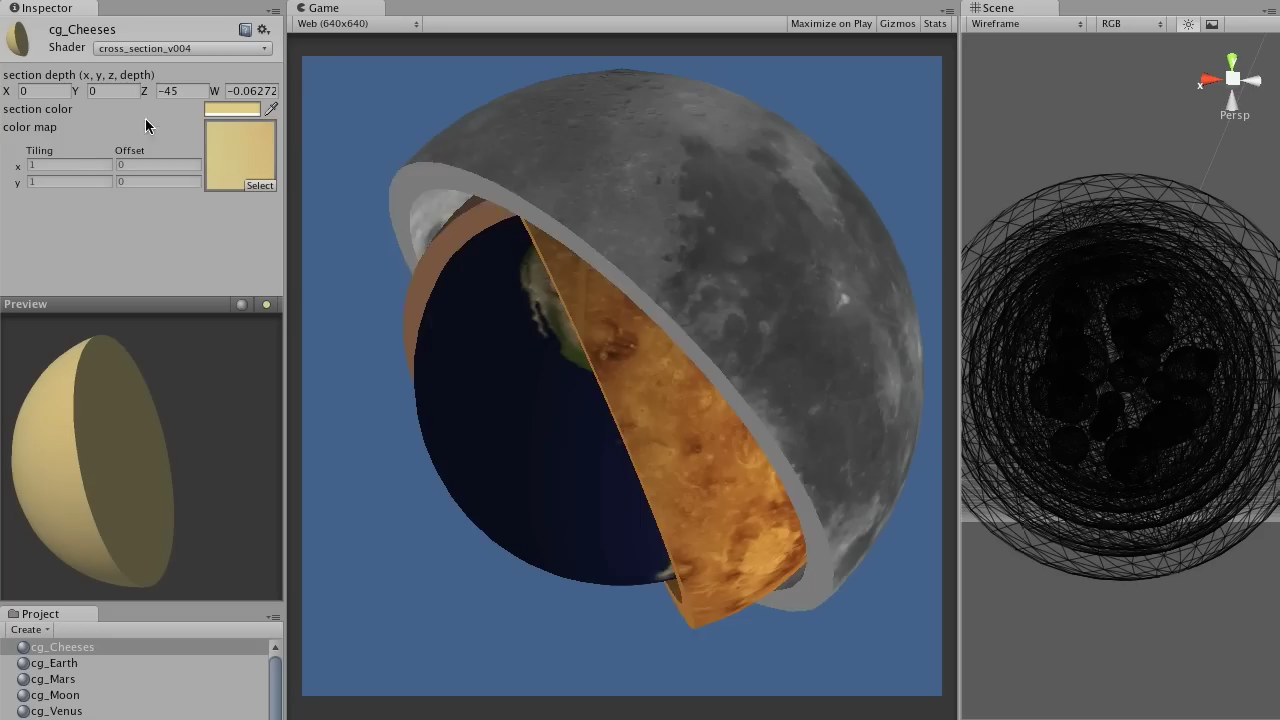 Inspector
cg_Cheeses
Shader cross_section_v004
section depth (x, y, z, depth)
X 0 Y 0 Z -45 W -0.06272
section color
color map
Tiling Offset
x 1 0
y 1 0
Select
Preview
Project
Create
cg_Cheeses
cg_Earth
cg_Mars
cg_Moon
cg_Venus
Game
Web (640x640) Maximize on Play Gizmos Stats
Scene
Wireframe RGB
x
Persp